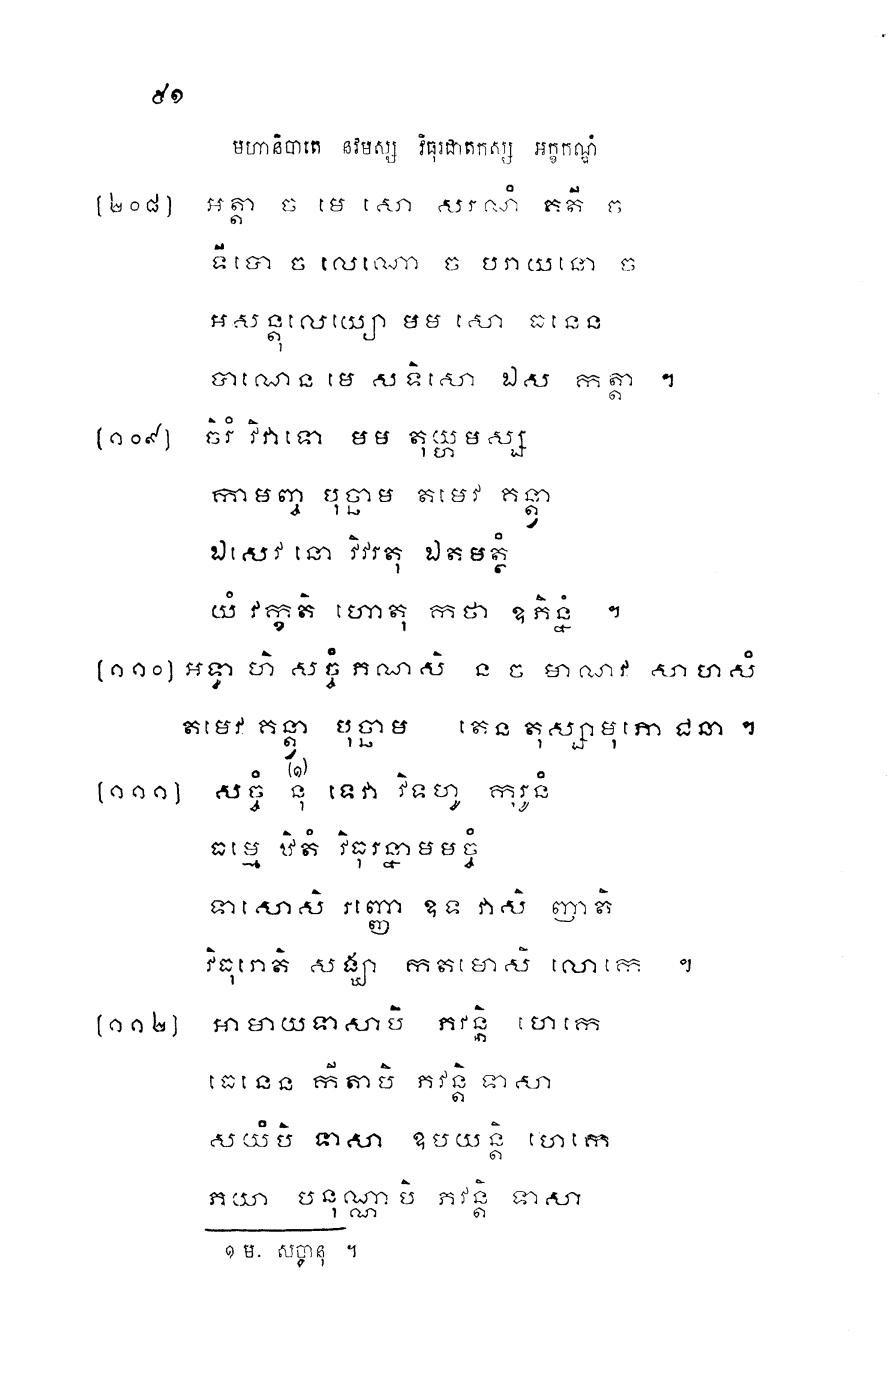 ៩១
មហានិបាតេ នវមស្ស វិធុរជាតកស្ស អក្ខកណ្ឌំ
[២០៨] អត្តា ច មេ សោ សរណំ គតី ច
ទីបោ ច លេណោ ច បរាយនោ ច
អសន្តុលេយ្យោ មម សោ ធនេន
បាណេន មេ សទិសោ ឯស កត្តា ។
[១០៩] ចិរំ វិវាទោ មម តុយ្ហមស្ស
កាមញ្ច បុច្ឆាម តមេវ គន្ត្វា
ឯសេវ នោ វិវរតុ ឯតមត្ថំ
យំ វក្ខតិ ហោតុ កថា ឧភិន្នំ ។
[១១០] អទ្ធា ហិ សច្ចំ ភណសិ ន ច មាណវ សាហសំ
តមេវ គន្ត្វា បុច្ឆាម តេន តុស្សាមុភោ ជនា ។
[១១១] សច្ចំ (១) នុ ទេវា វិទហូ កុរូនំ
ធម្មេ ឋិតំ វិធុរន្នាមមច្ចំ
ទាសោសិ រញ្ញោ ឧទ វាសិ ញាតិ
វិធុរោតិ សង្ខ្យា កតមោសិ លោកេ ។
[១១២] អាមាយទាសាបិ ភវន្តិ ហេកេ
ធនេន កីតាបិ ភវន្តិ ទាសា
សយំបិ ទាសា ឧបយន្តិ ហេកេ
ភយា បនុណ្ណាបិ ភវន្តិ ទាសា
១ ម. សច្ចានុ ។